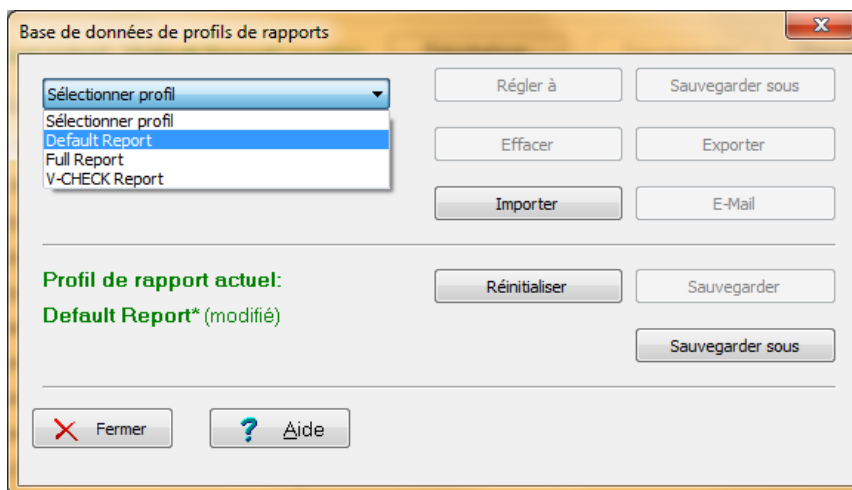 Base de données de profils de rapports
Sélectionner profil
Régler à
Sauvegarder sous
Sélectionner profil
Default Report
Full Report
V-CHECK Report
Effacer
Exporter
Importer
E-Mail
Profil de rapport actuel:
Réinitialiser
Sauvegarder
Default Report* (modifié)
Sauvegarder sous
Fermer
? Aide